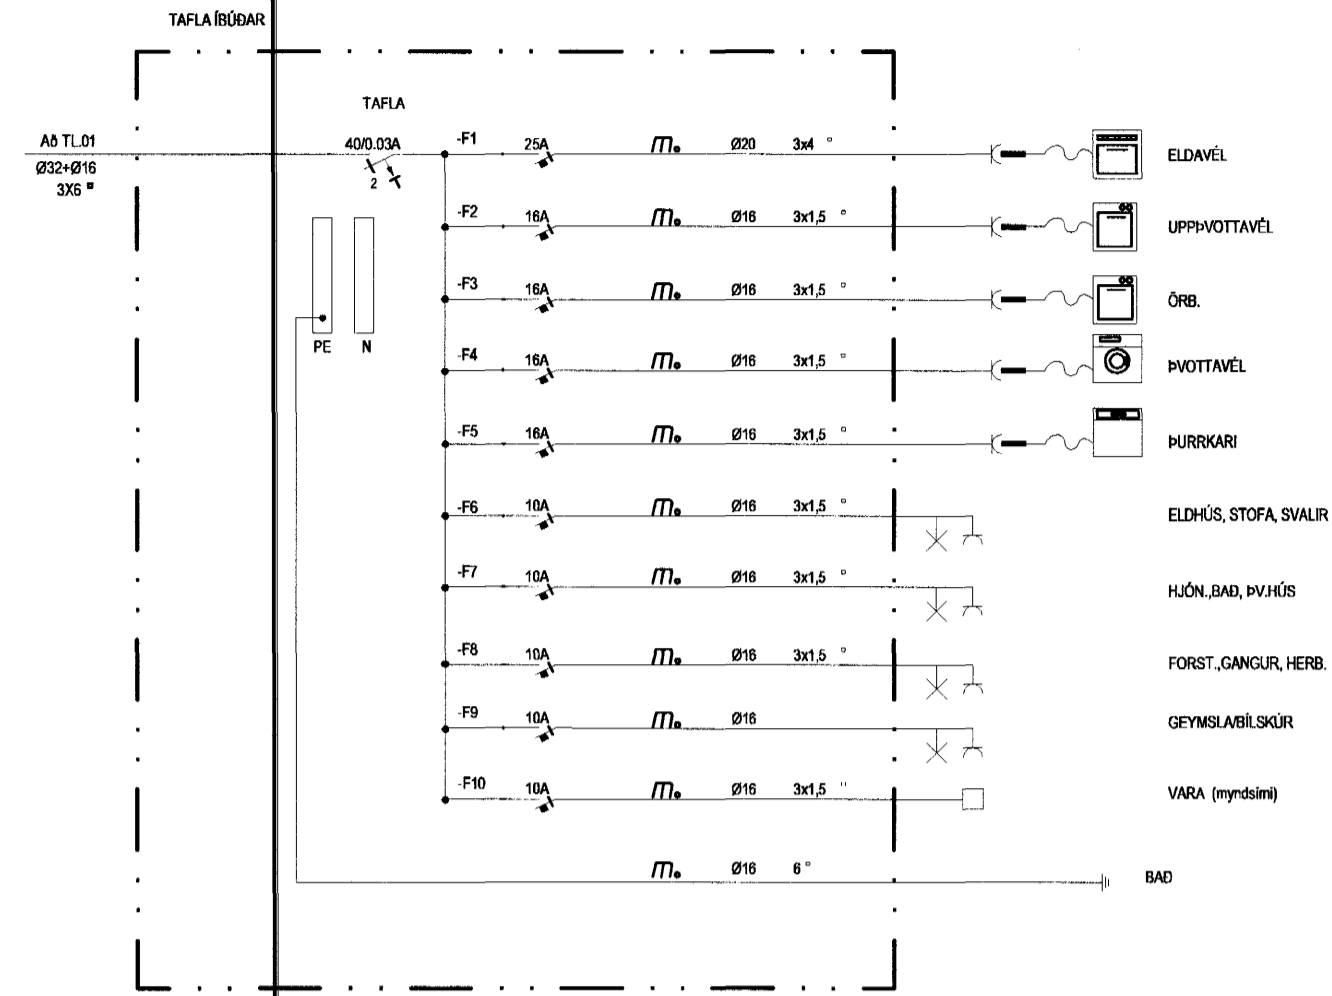 TAFLA ÍBÚÐAR
TAFLA
Að TL.01
Ø32+Ø16
3X6
40/0.03A
2
PE
N
-F1 25A m. Ø20 3x4 ELDAVÉL
-F2 16A m. Ø16 3x1,5 UPPÞVOTTAVÉL
-F3 16A m. Ø16 3x1,5 ÖRB.
-F4 16A m. Ø16 3x1,5 ÞVOTTAVÉL
-F5 16A m. Ø16 3x1,5 ÞURRKARI
-F6 10A m. Ø16 3x1,5 ELDHÚS, STOFA, SVALIR
-F7 10A m. Ø16 3x1,5 HJÓN.,BAÐ, ÞV.HÚS
-F8 10A m. Ø16 3x1,5 FORST.,GANGUR, HERB.
-F9 10A m. Ø16 GEYMSLA/BÍLSKÚR
-F10 10A m. Ø16 3x1,5 VARA (myndsími)
m. Ø16 6 BAÐ